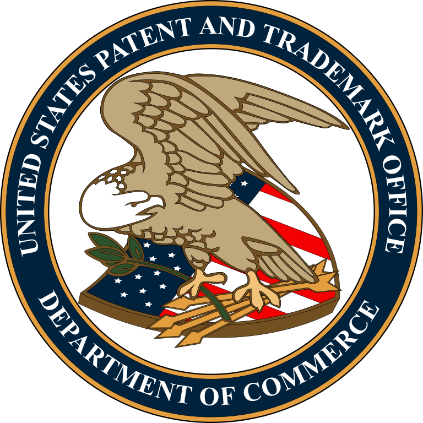 UNITED STATES PATENT AND TRADEMARK OFFICE
DEPARTMENT OF COMMERCE